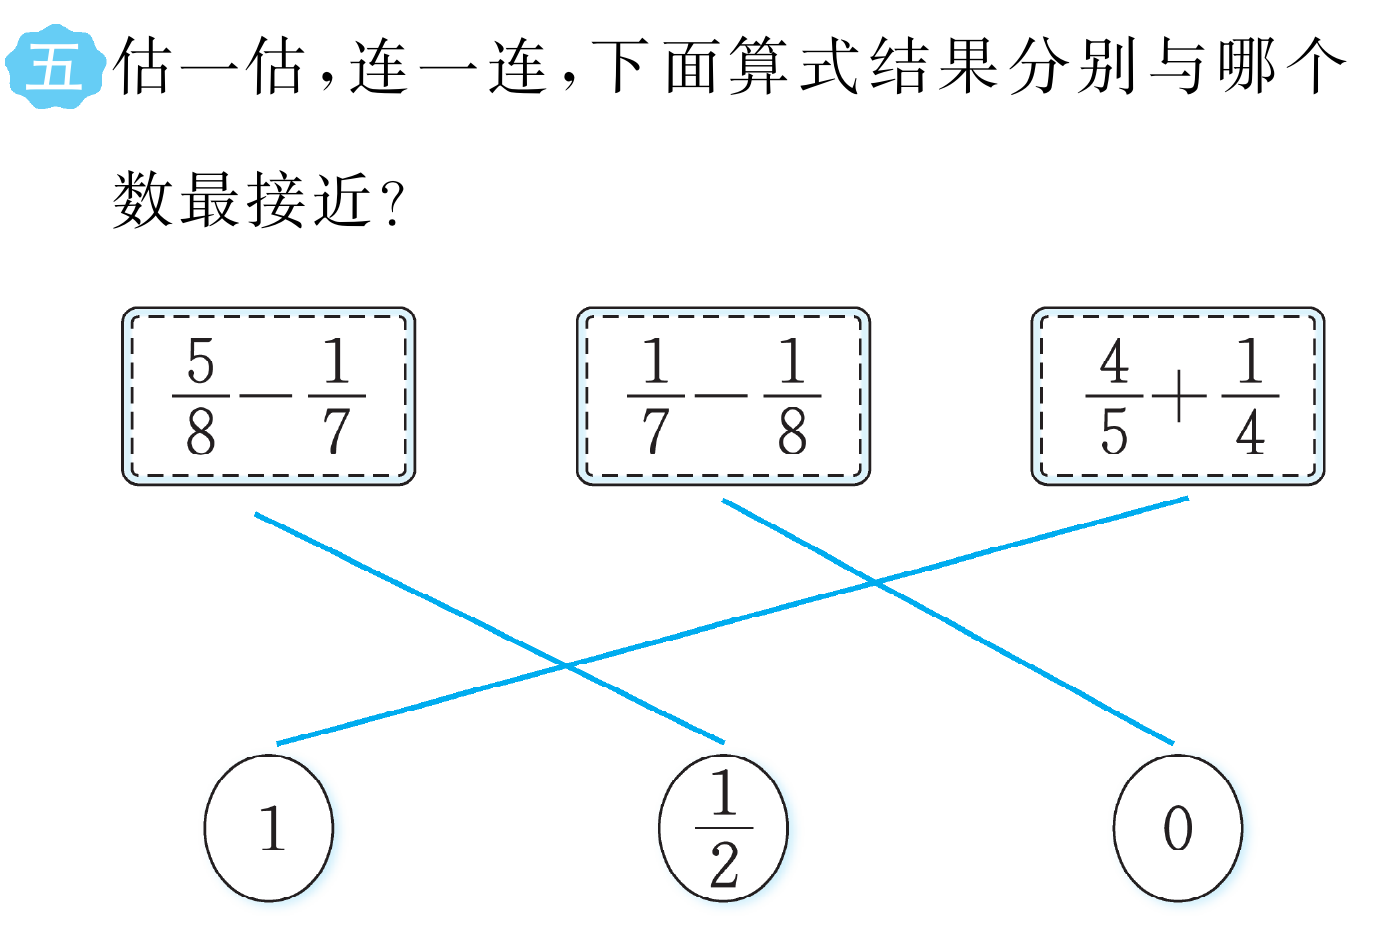 五 估一估,连一连,下面算式结果分别与哪个
数最接近?
5/8 − 1/7
1/7 − 1/8
4/5 + 1/4
1
1/2
0